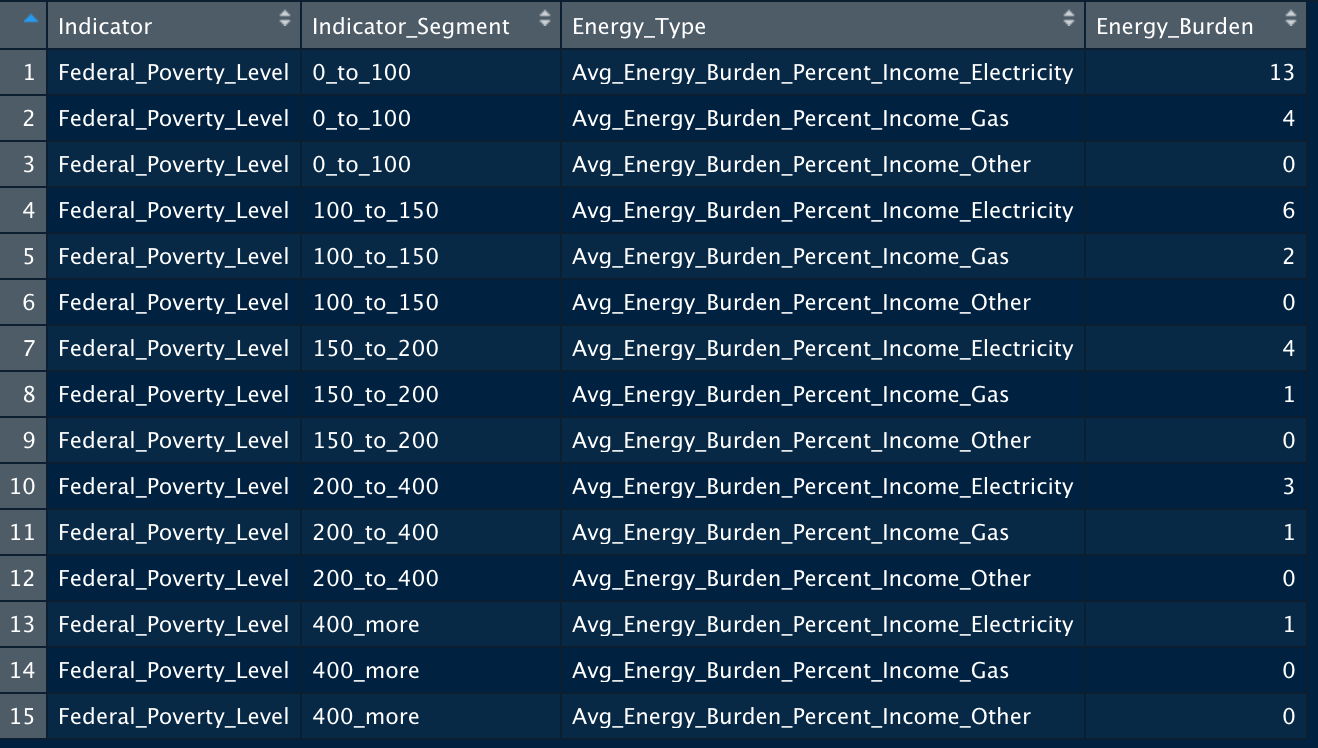 Indicator Indicator_Segment Energy_Type Energy_Burden
1 Federal_Poverty_Level 0_to_100 Avg_Energy_Burden_Percent_Income_Electricity 13
2 Federal_Poverty_Level 0_to_100 Avg_Energy_Burden_Percent_Income_Gas 4
3 Federal_Poverty_Level 0_to_100 Avg_Energy_Burden_Percent_Income_Other 0
4 Federal_Poverty_Level 100_to_150 Avg_Energy_Burden_Percent_Income_Electricity 6
5 Federal_Poverty_Level 100_to_150 Avg_Energy_Burden_Percent_Income_Gas 2
6 Federal_Poverty_Level 100_to_150 Avg_Energy_Burden_Percent_Income_Other 0
7 Federal_Poverty_Level 150_to_200 Avg_Energy_Burden_Percent_Income_Electricity 4
8 Federal_Poverty_Level 150_to_200 Avg_Energy_Burden_Percent_Income_Gas 1
9 Federal_Poverty_Level 150_to_200 Avg_Energy_Burden_Percent_Income_Other 0
10 Federal_Poverty_Level 200_to_400 Avg_Energy_Burden_Percent_Income_Electricity 3
11 Federal_Poverty_Level 200_to_400 Avg_Energy_Burden_Percent_Income_Gas 1
12 Federal_Poverty_Level 200_to_400 Avg_Energy_Burden_Percent_Income_Other 0
13 Federal_Poverty_Level 400_more Avg_Energy_Burden_Percent_Income_Electricity 1
14 Federal_Poverty_Level 400_more Avg_Energy_Burden_Percent_Income_Gas 0
15 Federal_Poverty_Level 400_more Avg_Energy_Burden_Percent_Income_Other 0